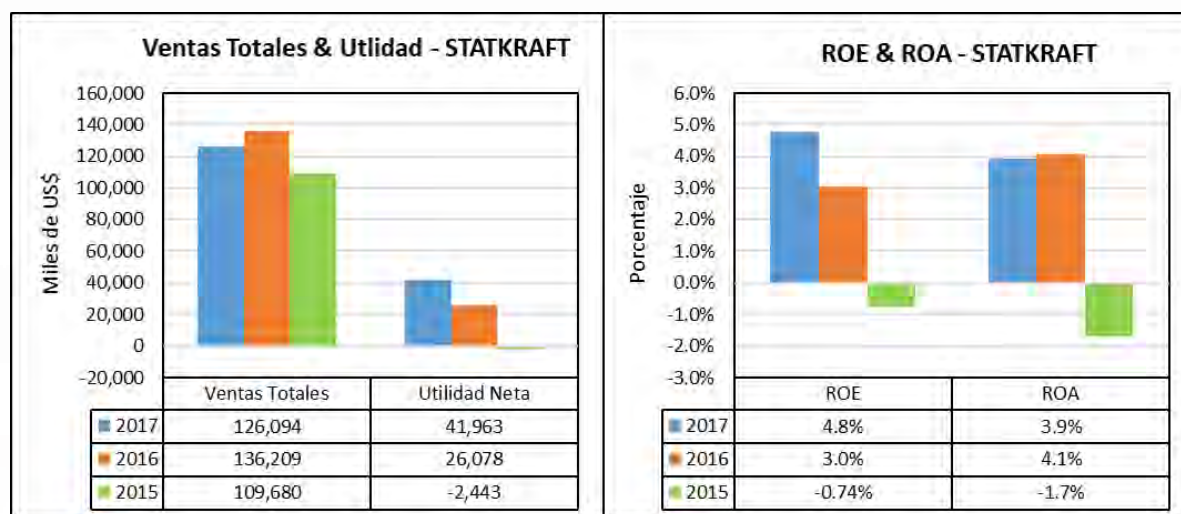 Ventas Totales & Utlidad - STATKRAFT
160,000
140,000
120,000
100,000
80,000
60,000
40,000
20,000
0
-20,000
Miles de US$
Ventas Totales Utilidad Neta
2017 126,094 41,963
2016 136,209 26,078
2015 109,680 -2,443
ROE & ROA - STATKRAFT
6.0%
5.0%
4.0%
3.0%
2.0%
1.0%
0.0%
-1.0%
-2.0%
-3.0%
Porcentaje
ROE ROA
2017 4.8% 3.9%
2016 3.0% 4.1%
2015 -0.74% -1.7%